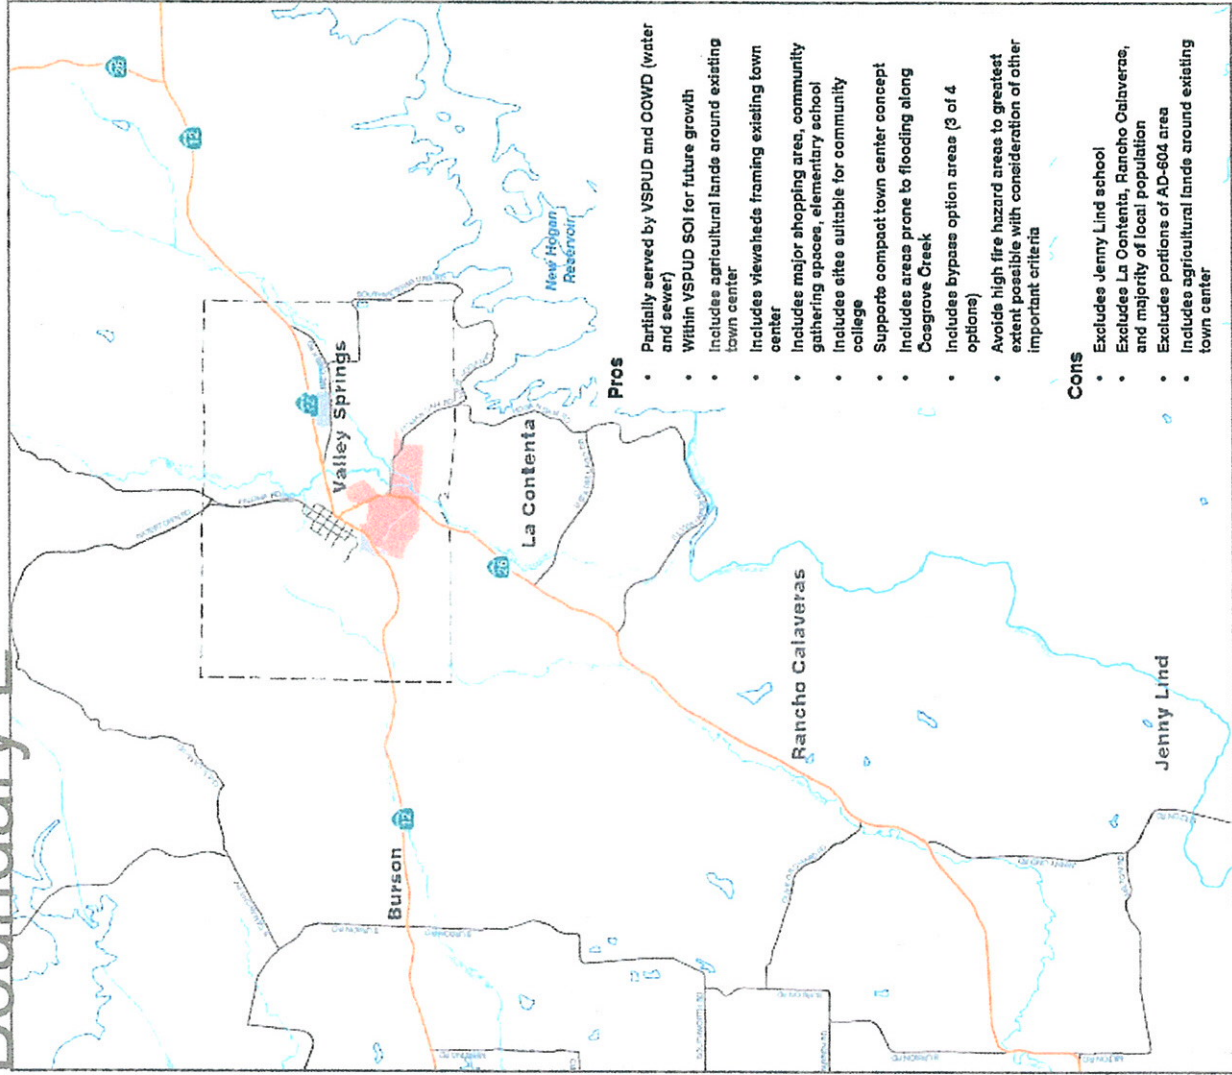 Boundary E
26
12
12
Valley Springs
New Hogan
Reservoir
La Contenta
26
Burson
12
Rancho Calaveras
Jenny Lind
Pros
• Partially served by VSPUD and CCWD (water
and sewer)
• Within VSPUD SOI for future growth
• Includes agricultural lands around existing
town center
• Includes viewsheds framing existing town
center
• Includes major shopping area, community
gathering spaces, elementary school
• Includes sites suitable for community
college
• Supports compact town center concept
• Includes areas prone to flooding along
Cosgrove Creek
• Includes bypass option areas (3 of 4
options)
• Avoids high fire hazard areas to greatest
extent possible with consideration of other
important criteria
Cons
• Excludes Jenny Lind school
• Excludes La Contenta, Rancho Calaveras,
and majority of local population
• Excludes portions of AD-604 area
• Includes agricultural lands around existing
town center